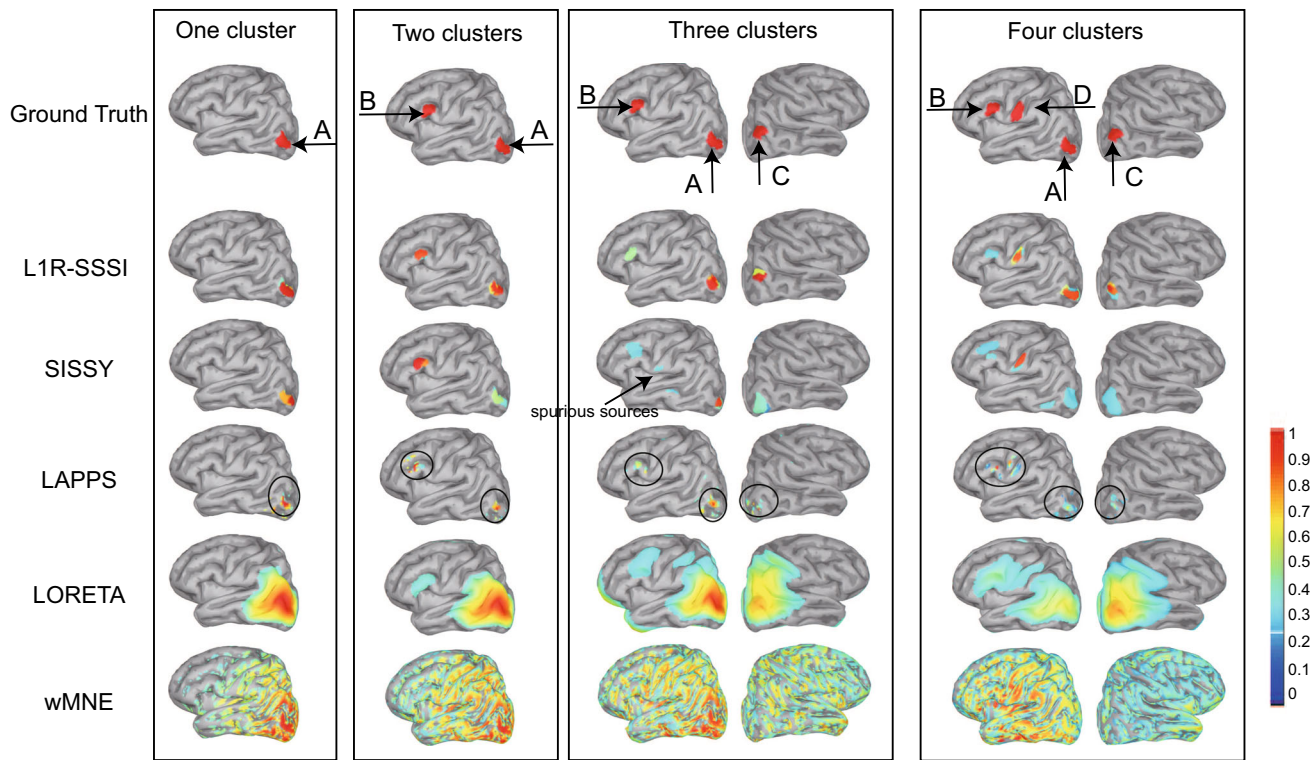 One cluster
Two clusters
Three clusters
Four clusters
Ground Truth
A
B
A
B
A
C
B
D
A
C
L1R-SSSI
SISSY
spurious sources
LAPPS
LORETA
wMNE
1
0.9
0.8
0.7
0.6
0.5
0.4
0.3
0.2
0.1
0